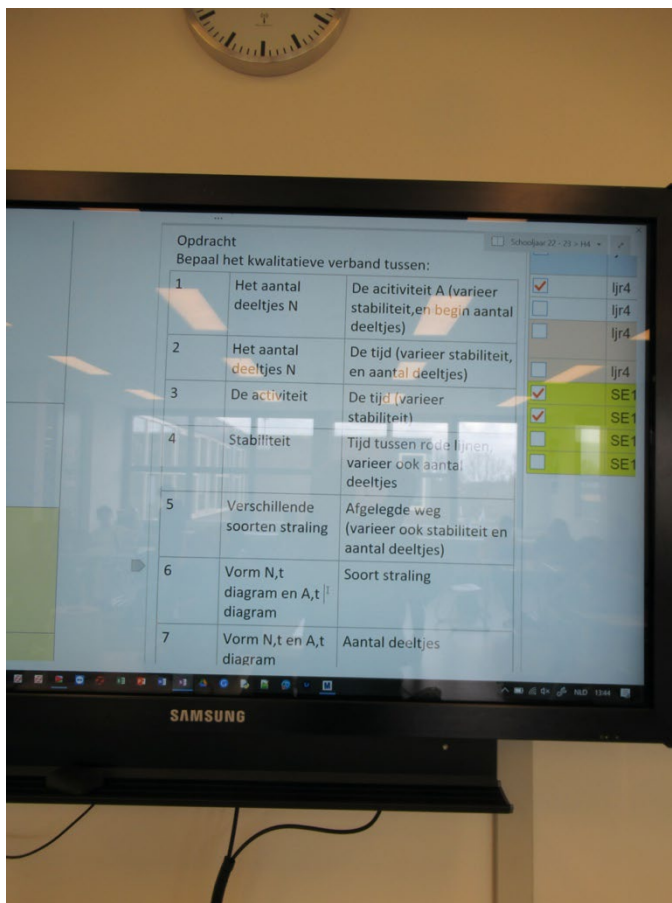 Opdracht
Schooljaar 22 - 23 > H4
Bepaal het kwalitatieve verband tussen:
1
Het aantal
deeltjes N
De acitiviteit A (varieer
stabiliteit,en begin aantal
deeltjes)
2
Het aantal
deeltjes N
De tijd (varieer stabiliteit,
en aantal deeltjes)
3
De activiteit
De tijd (varieer
stabiliteit)
4
Stabiliteit
Tijd tussen rode lijnen,
varieer ook aantal
deeltjes
5
Verschillende
soorten straling
Afgelegde weg
(varieer ook stabiliteit en
aantal deeltjes)
6
Vorm N,t
diagram en A,t
diagram
Soort straling
7
Vorm N,t en A,t
diagram
Aantal deeltjes
ljr4
ljr4
ljr4
ljr4
SE1
SE1
SE1
SE1
NLD 13:44
SAMSUNG